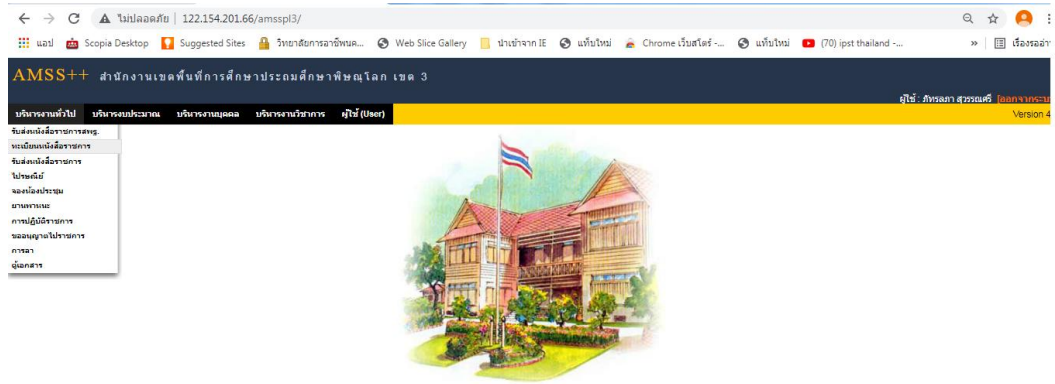 ไม่ปลอดภัย | 122.154.201.66/amsspl3/
แอป Scopia Desktop Suggested Sites วิทยาลัยการอาชีพนค... Web Slice Gallery นำเข้าจาก IE แท็บใหม่ Chrome เว็บสโตร์ -... แท็บใหม่ (70) ipst thailand -... » เรื่องรออ่าน
AMSS++ สำนักงานเขตพื้นที่การศึกษาประถมศึกษาพิษณุโลก เขต 3
ผู้ใช้ : ภัทรลภา สุวรรณศรี [ออกจากระบ
บริหารงานทั่วไป บริหารงบประมาณ บริหารงานบุคคล บริหารงานวิชาการ ผู้ใช้ (User) Version 4
รับส่งหนังสือราชการสพฐ.
ทะเบียนหนังสือราชการ
รับส่งหนังสือราชการ
ไปรษณีย์
จองห้องประชุม
ยานพาหนะ
การปฏิบัติราชการ
ขออนุญาตไปราชการ
การลา
ตู้เอกสาร